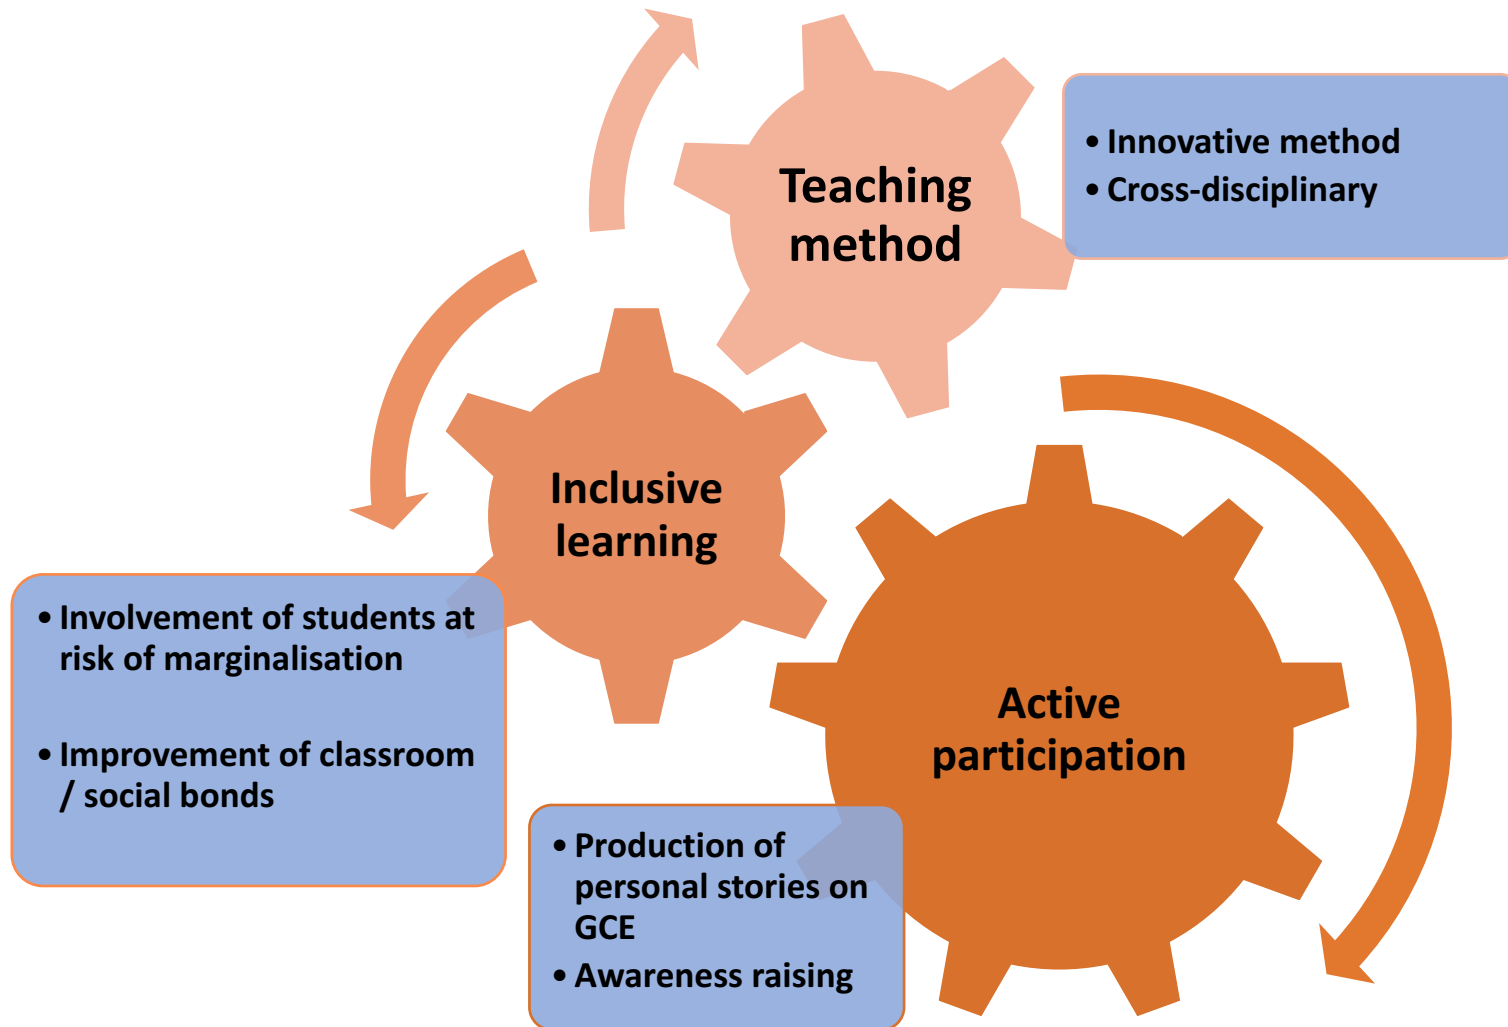 Teaching
method
• Innovative method
• Cross-disciplinary
Inclusive
learning
• Involvement of students at
risk of marginalisation
• Improvement of classroom
/ social bonds
Active
participation
• Production of
personal stories on
GCE
• Awareness raising